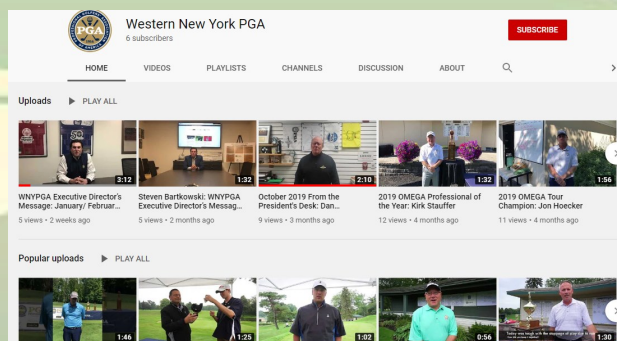 PGA
Western New York PGA
6 subscribers
SUBSCRIBE
HOME VIDEOS PLAYLISTS CHANNELS DISCUSSION ABOUT
Uploads PLAY ALL
3:12 1:32 2:10 1:32 1:56
WNYPGA Executive Director's Steven Bartkowski: WNYPGA October 2019 From the 2019 OMEGA Professional of 2019 OMEGA Tour
Message: January/ Februar... Executive Director's Messag... President's Desk: Dan... the Year: Kirk Stauffer Champion: Jon Hoecker
5 views • 2 weeks ago 5 views • 2 months ago 9 views • 3 months ago 12 views • 4 months ago 11 views • 4 months ago
Popular uploads PLAY ALL
1:46 1:25 1:02 0:56 1:30